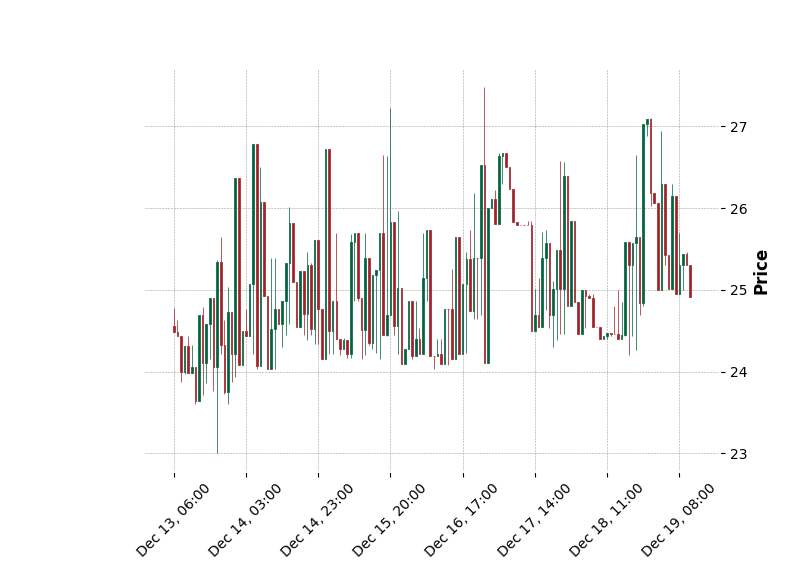 27
26
25
24
23
Price
Dec 13, 06:00
Dec 14, 03:00
Dec 14, 23:00
Dec 15, 20:00
Dec 16, 17:00
Dec 17, 14:00
Dec 18, 11:00
Dec 19, 08:00